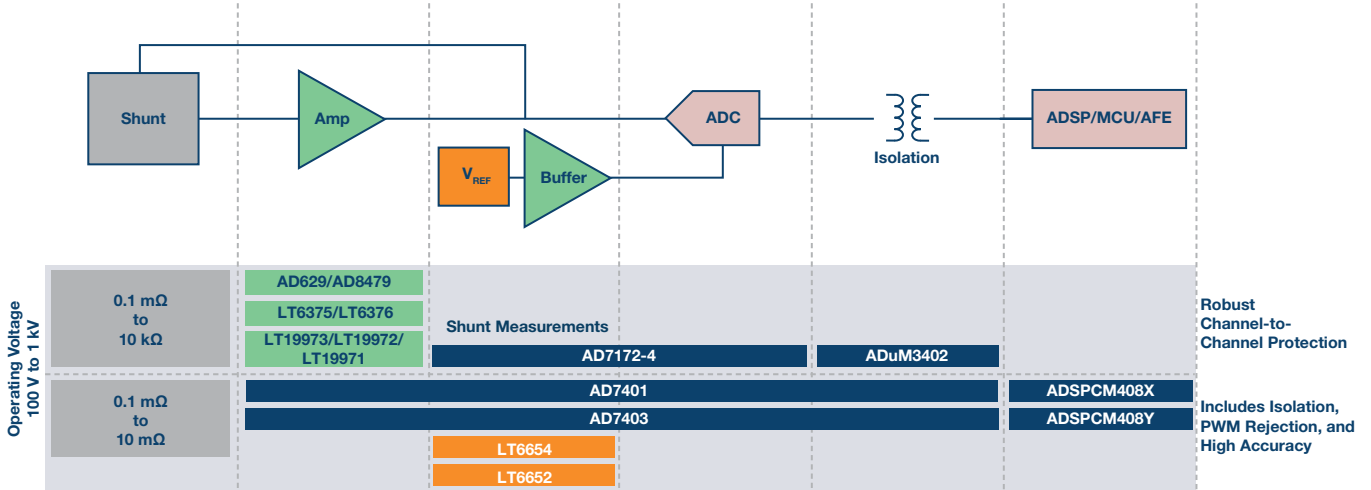 Shunt
Amp
ADC
Isolation
ADSP/MCU/AFE
VREF
Buffer
Operating Voltage
100 V to 1 kV
0.1 mΩ
to
10 kΩ
AD629/AD8479
LT6375/LT6376
LT19973/LT19972/
LT19971
Shunt Measurements
AD7172-4
ADuM3402
Robust
Channel-to-
Channel Protection
0.1 mΩ
to
10 mΩ
AD7401
ADSPCM408X
AD7403
ADSPCM408Y
LT6654
LT6652
Includes Isolation,
PWM Rejection, and
High Accuracy